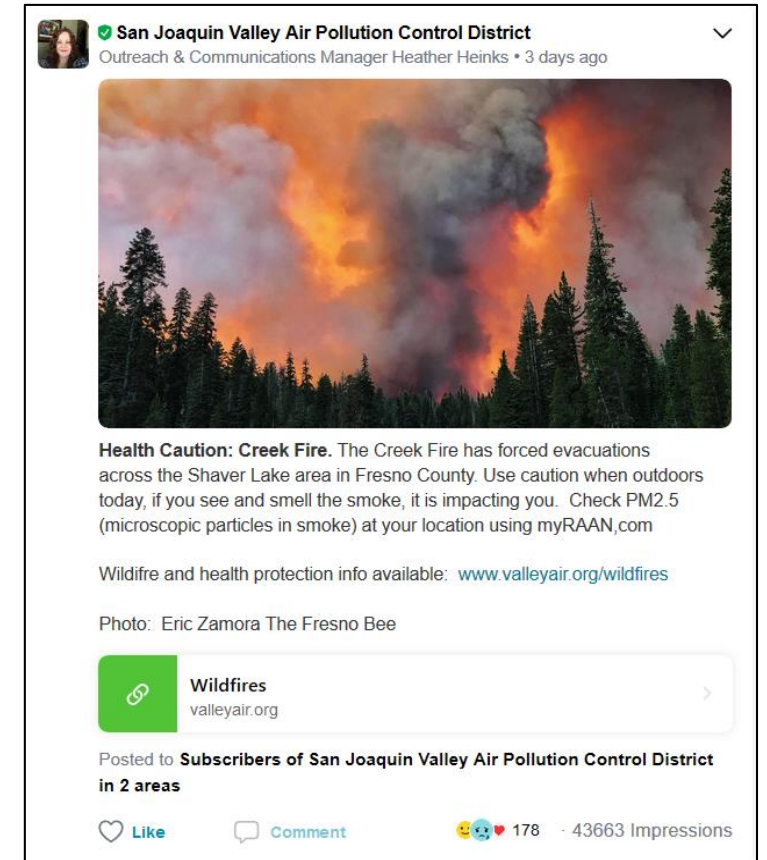 San Joaquin Valley Air Pollution Control District
Outreach & Communications Manager Heather Heinks • 3 days ago
Health Caution: Creek Fire. The Creek Fire has forced evacuations
across the Shaver Lake area in Fresno County. Use caution when outdoors
today, if you see and smell the smoke, it is impacting you. Check PM2.5
(microscopic particles in smoke) at your location using myRAAN,com
Wildifre and health protection info available: www.valleyair.org/wildfires
Photo: Eric Zamora The Fresno Bee
Wildfires
valleyair.org
Posted to Subscribers of San Joaquin Valley Air Pollution Control District
in 2 areas
Like Comment 178 · 43663 Impressions